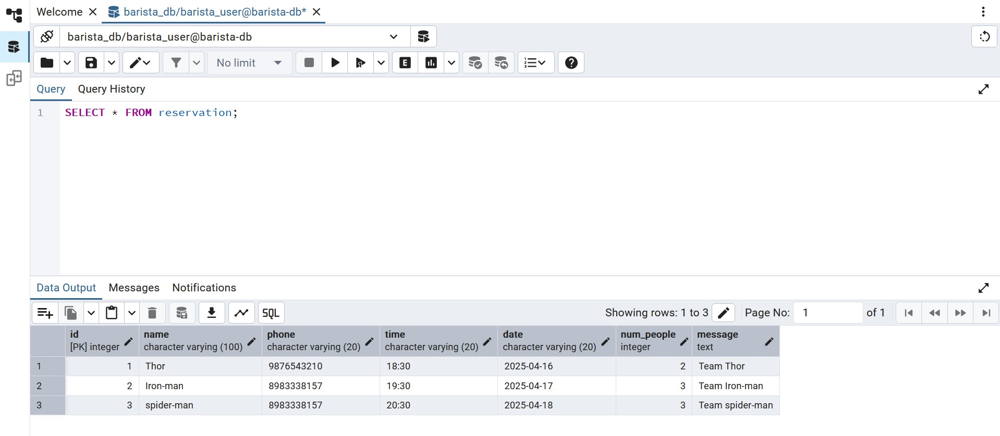 Welcome
barista_db/barista_user@barista-db*
barista_db/barista_user@barista-db
No limit
E
Query Query History
1 SELECT * FROM reservation;
Data Output Messages Notifications
SQL Showing rows: 1 to 3 Page No: 1 of 1
id name phone time date num_people message
[PK] integer character varying (100) character varying (20) character varying (20) character varying (20) integer text
1 1 Thor 9876543210 18:30 2025-04-16 2 Team Thor
2 2 Iron-man 8983338157 19:30 2025-04-17 3 Team Iron-man
3 3 spider-man 8983338157 20:30 2025-04-18 3 Team spider-man